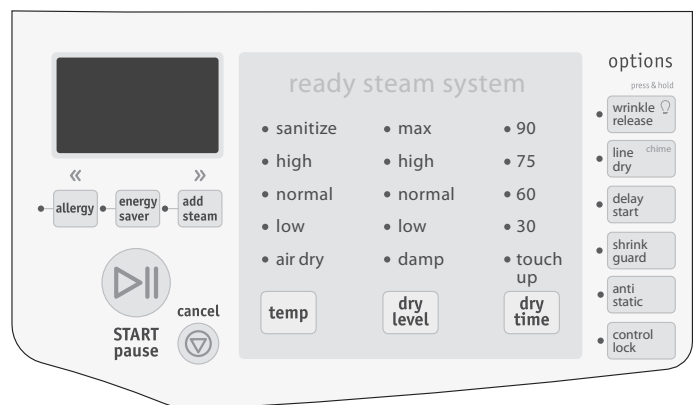 options
press & hold
ready steam system
wrinkle
release
line chime
dry
delay
start
shrink
guard
anti
static
control
lock
« »
allergy
energy
saver
add
steam
START
pause
cancel
• sanitize • max • 90
• high • high • 75
• normal • normal • 60
• low • low • 30
• air dry • damp • touch
up
temp
dry
level
dry
time